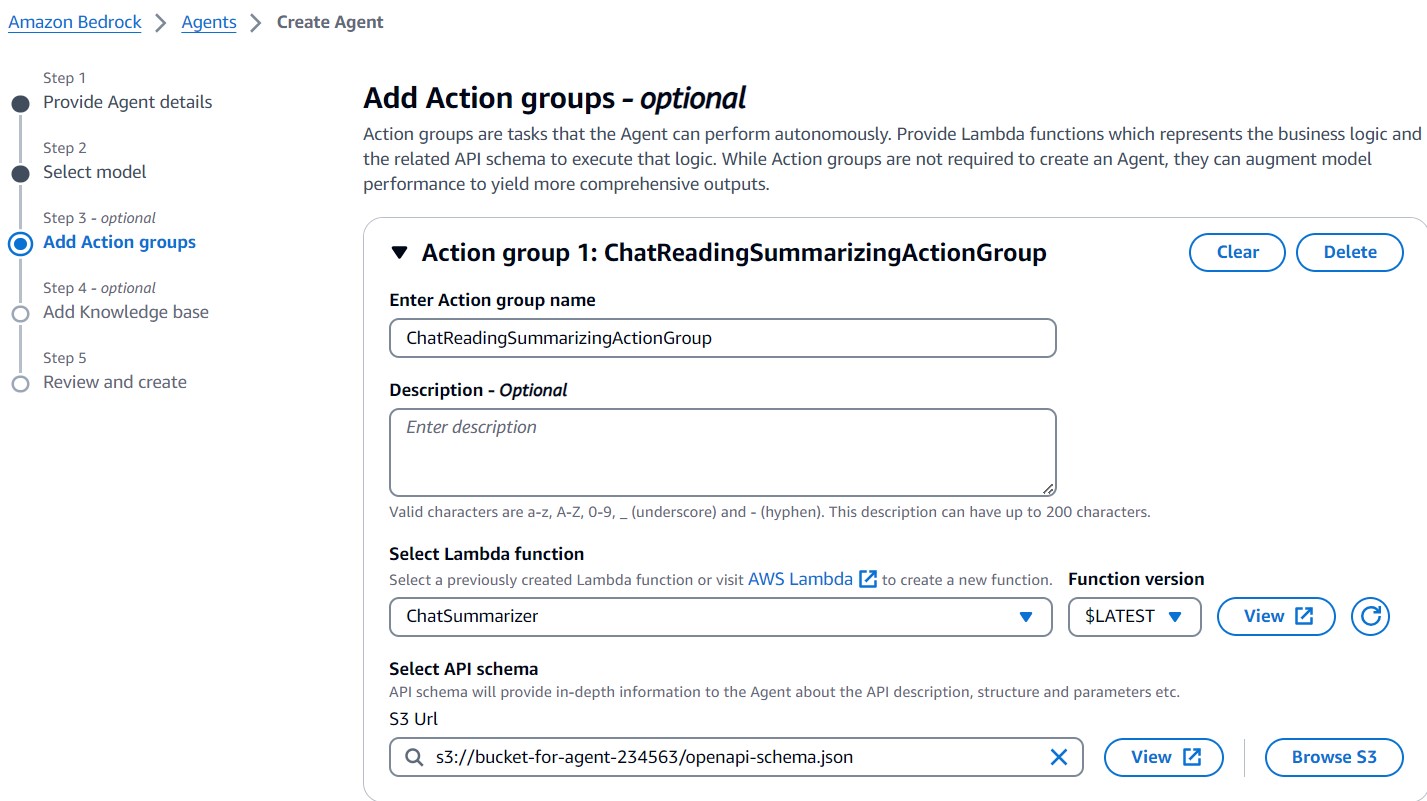 Amazon Bedrock > Agents > Create Agent
Step 1
Provide Agent details
Step 2
Select model
Step 3 - optional
Add Action groups
Step 4 - optional
Add Knowledge base
Step 5
Review and create
Add Action groups - optional
Action groups are tasks that the Agent can perform autonomously. Provide Lambda functions which represents the business logic and
the related API schema to execute that logic. While Action groups are not required to create an Agent, they can augment model
performance to yield more comprehensive outputs.
Action group 1: ChatReadingSummarizingActionGroup
Clear
Delete
Enter Action group name
ChatReadingSummarizingActionGroup
Description - Optional
Enter description
Valid characters are a-z, A-Z, 0-9, _ (underscore) and - (hyphen). This description can have up to 200 characters.
Select Lambda function
Select a previously created Lambda function or visit AWS Lambda to create a new function.
Function version
ChatSummarizer
$LATEST
View
Select API schema
API schema will provide in-depth information to the Agent about the API description, structure and parameters etc.
S3 Url
s3://bucket-for-agent-234563/openapi-schema.json
View
Browse S3